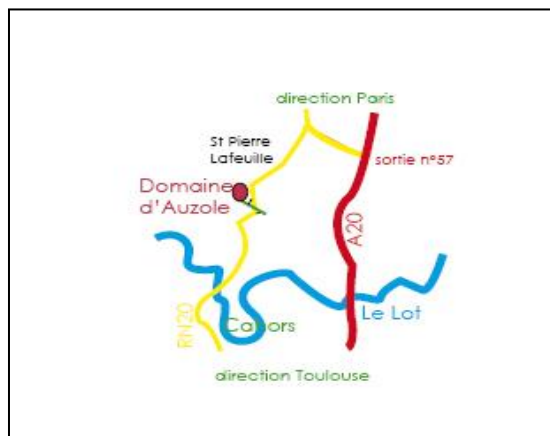 direction Paris
St Pierre
Lafeuille
sortie n°57
Domaine
d'Auzole
A20
Le Lot
RN20
Cahors
direction Toulouse